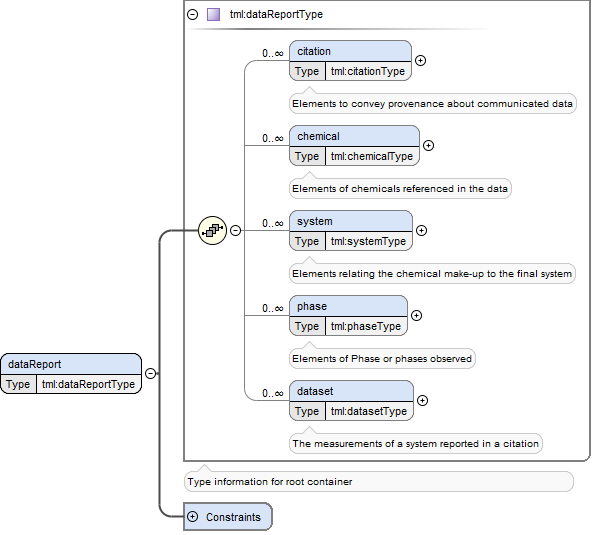 tml:dataReportType
0..∞
citation
Type tml:citationType
Elements to convey provenance about communicated data
0..∞
chemical
Type tml:chemicalType
Elements of chemicals referenced in the data
0..∞
system
Type tml:systemType
Elements relating the chemical make-up to the final system
0..∞
phase
Type tml:phaseType
Elements of Phase or phases observed
dataReport
Type tml:dataReportType
0..∞
dataset
Type tml:datasetType
The measurements of a system reported in a citation
Type information for root container
Constraints